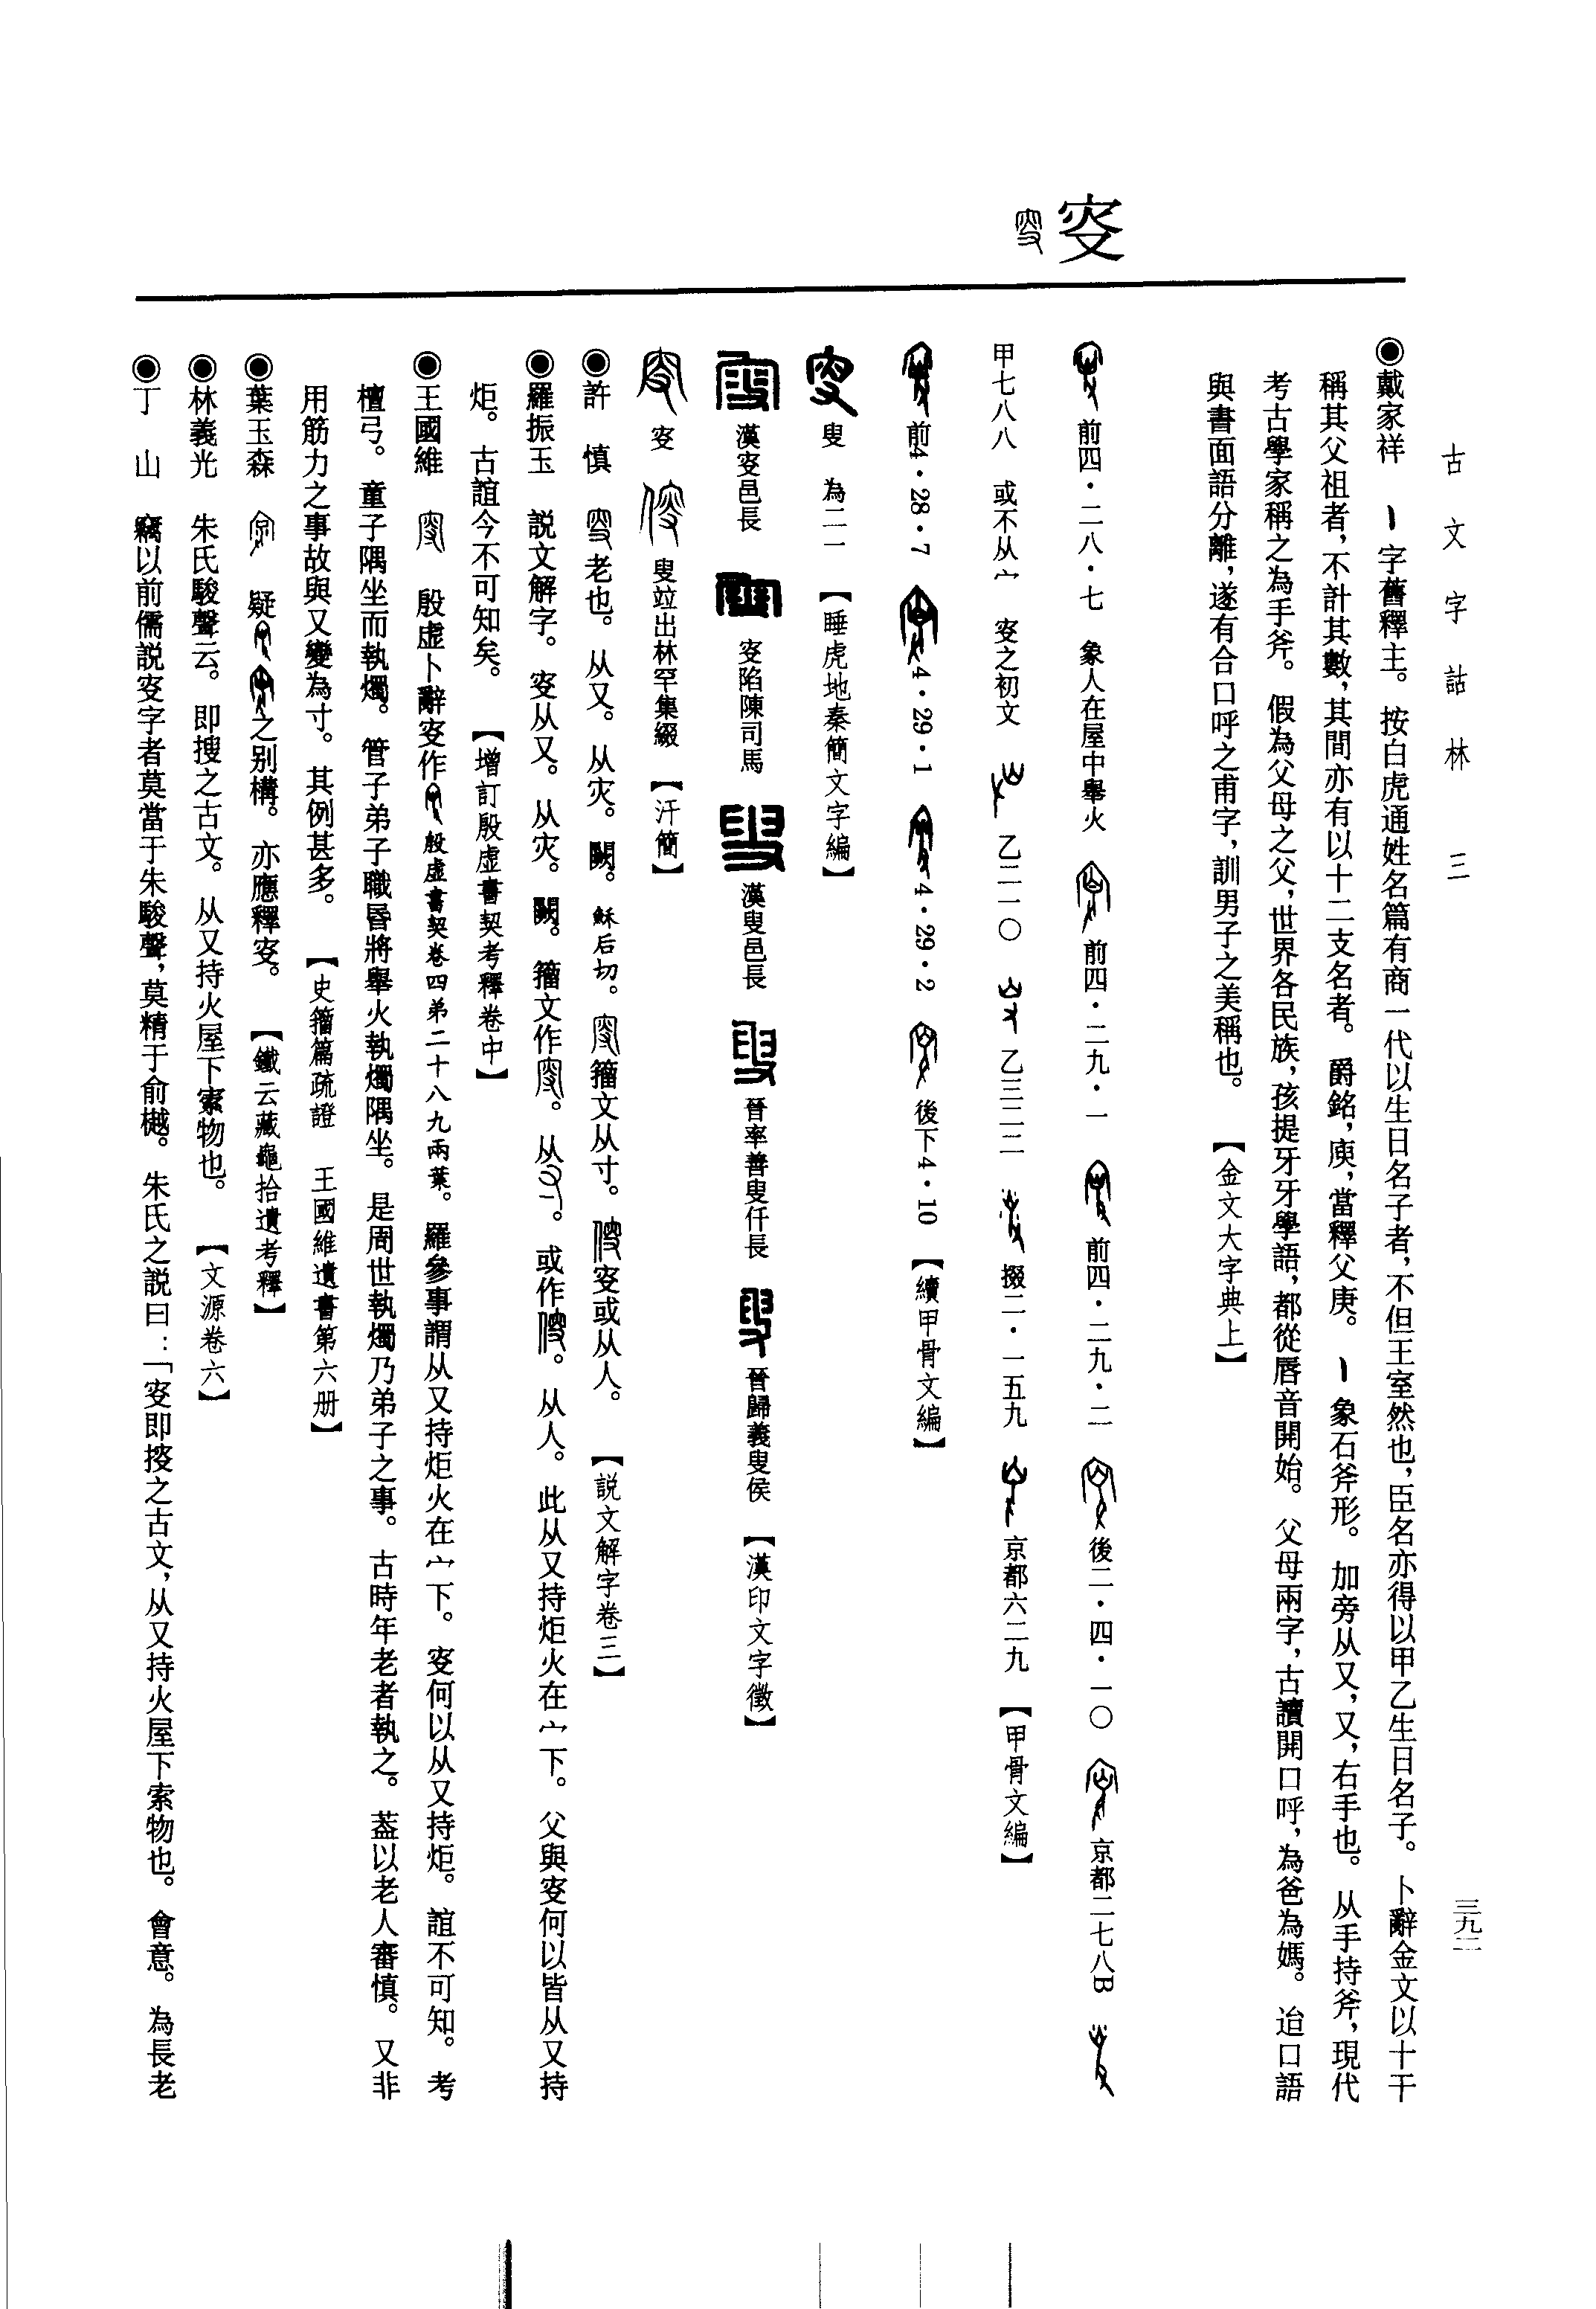 古文字詁林 三
三九二
◉戴家祥 字舊釋主。按白虎通姓名篇有商一代以生日名子者，不但王室然也，臣名亦得以甲乙生日名子。卜辭金文以十干
稱其父祖者，不計其數，其間亦有以十二支名者。爵銘，庾，當釋父庚。象石斧形。加旁从又，又，右手也。从手持斧，現代
考古學家稱之為手斧。假為父母之父，世界各民族，孩提牙牙學語，都從唇音開始。父母兩字，古讀開口呼，為爸為媽。迨口語
與書面語分離，遂有合口呼之甫字，訓男子之美稱也。【金文大字典上】
叜
前四·二八·七 象人在屋中舉火 前四·二九·一 前四·二九·二 後二·四·一〇 京都二七八B
甲七八八 或不从宀 叜之初文 乙二一〇 乙三二二 掇二·一五九 京都六二九 【甲骨文編】
前4·28·7 4·29·1 4·29·2 後下4·10 【續甲骨文編】
叟 為二一 【睡虎地秦簡文字編】
漢叜邑長 叜陷陳司馬 漢叟邑長 晉率善叟仟長 晉歸義叟侯 【漢印文字徵】
叜 叟竝出林罕集綴 【汗簡】
◉許 慎 老也。从又。从灾。闕。穌后切。籀文从寸。叜或从人。【説文解字卷三】
◉羅振玉 説文解字。叜从又。从灾。闕。籀文作。从。或作。从人。此从又持炬火在宀下。父與叜何以皆从又持
炬。古誼今不可知矣。【增訂殷虛書契考釋卷中】
◉王國維 殷虛卜辭叜作殷虛書契卷四弟二十八九兩葉。羅參事謂从又持炬火在宀下。叜何以从又持炬。誼不可知。考
檀弓。童子隅坐而執燭。管子弟子職昏將舉火執燭隅坐。是周世執燭乃弟子之事。古時年老者執之。葢以老人審慎。又非
用筋力之事故與又變為寸。其例甚多。【史籀篇疏證 王國維遺書第六册】
◉葉玉森 疑之别構。亦應釋叜。【鐵云藏龜拾遺考釋】
◉林義光 朱氏駿聲云。即搜之古文。从又持火屋下索物也。【文源卷六】
◉丁 山 竊以前儒説叜字者莫當于朱駿聲，莫精于俞樾。朱氏之説曰：「叜即㨃之古文，从又持火屋下索物也。會意。為長老